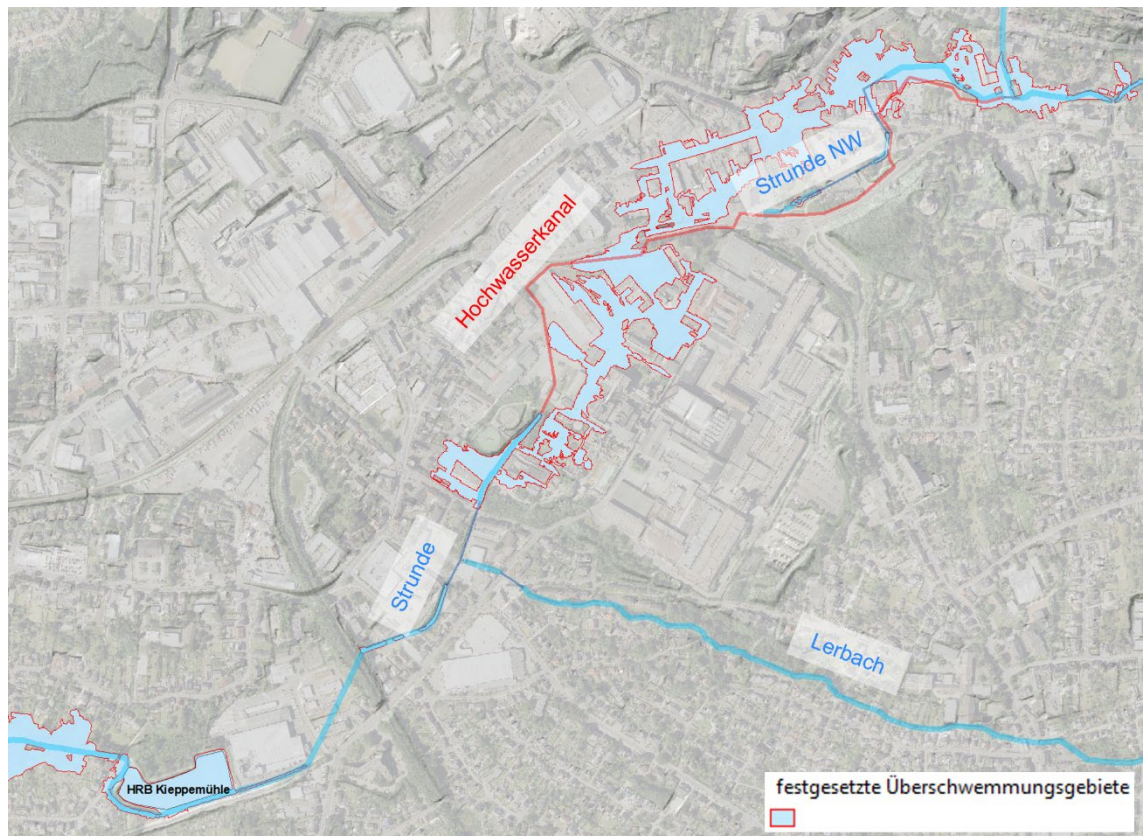 Strunde NW
Hochwasserkanal
Strunde
Lerbach
HRB Kieppemühle
festgesetzte Überschwemmungsgebiete